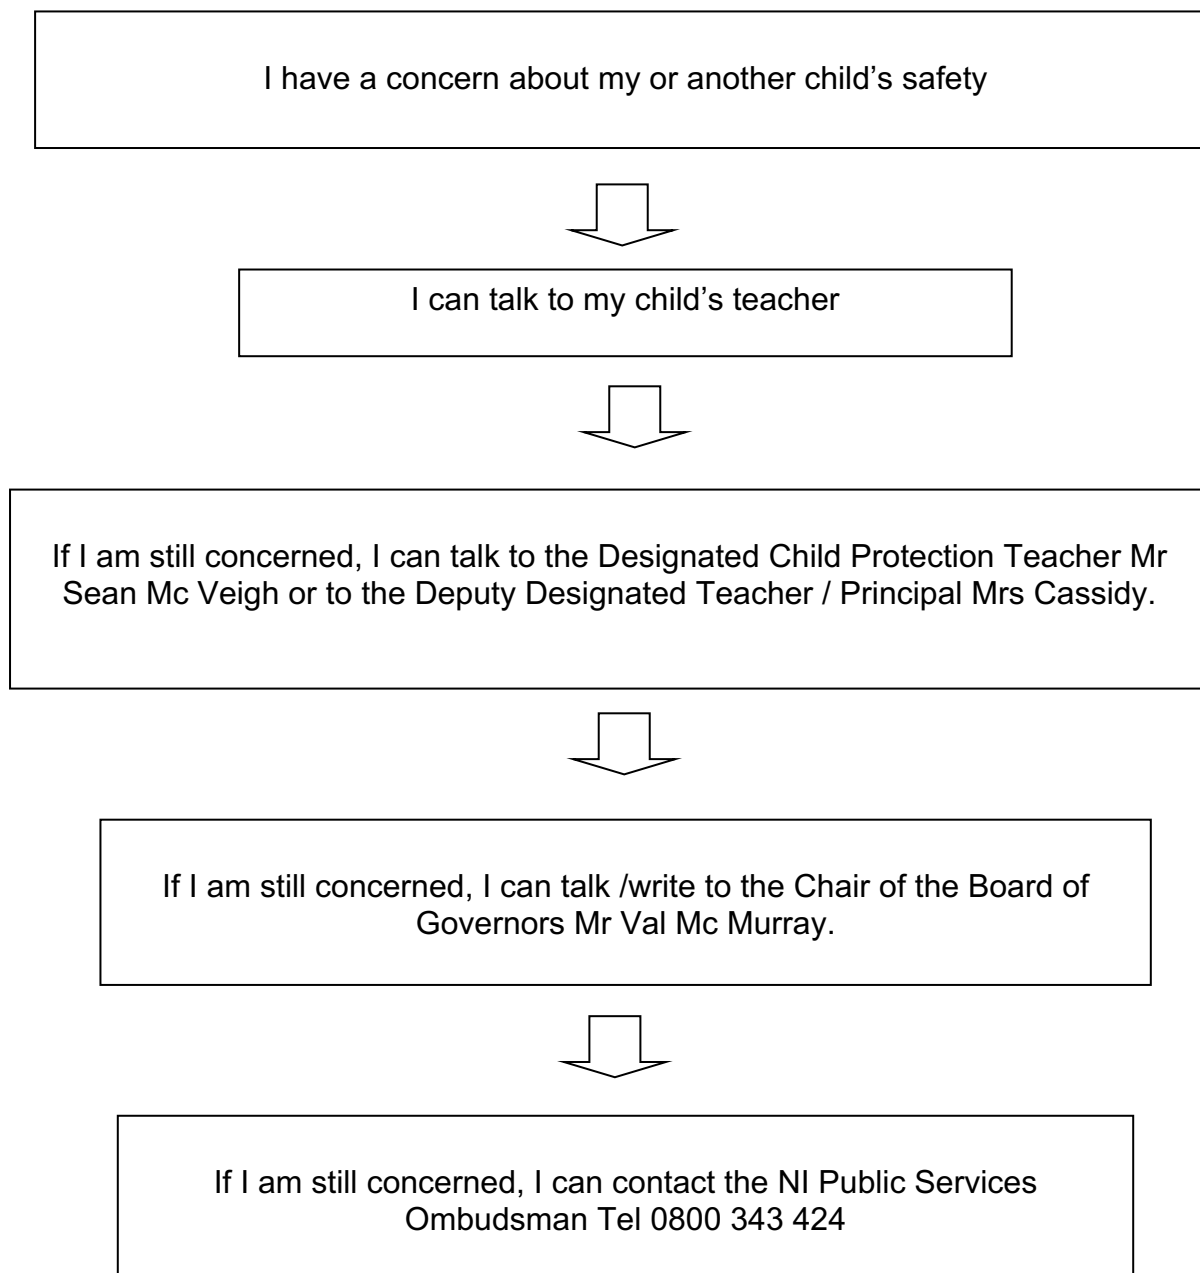 I have a concern about my or another child’s safety
I can talk to my child’s teacher
If I am still concerned, I can talk to the Designated Child Protection Teacher Mr
Sean Mc Veigh or to the Deputy Designated Teacher / Principal Mrs Cassidy.
If I am still concerned, I can talk /write to the Chair of the Board of
Governors Mr Val Mc Murray.
If I am still concerned, I can contact the NI Public Services
Ombudsman Tel 0800 343 424